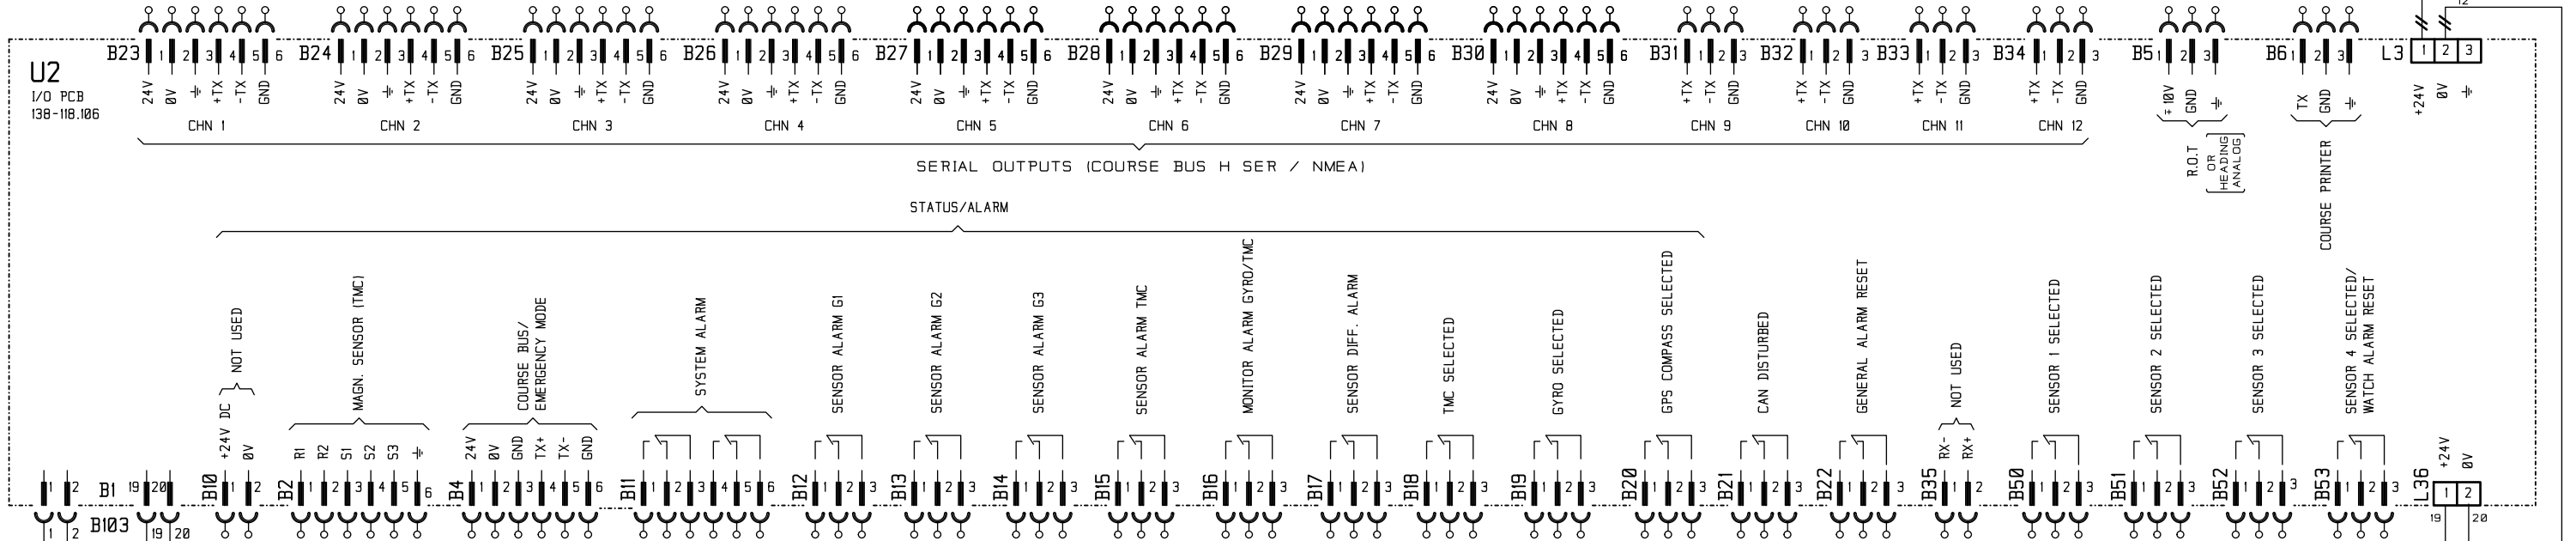 12
B23 1 2 3 4 5 6 B24 1 2 3 4 5 6 B25 1 2 3 4 5 6 B26 1 2 3 4 5 6 B27 1 2 3 4 5 6 B28 1 2 3 4 5 6 B29 1 2 3 4 5 6 B30 1 2 3 4 5 6 B31 1 2 3 B32 1 2 3 B33 1 2 3 B34 1 2 3 B5 1 2 3 B6 1 2 3 L3 1 2 3
U2
I/O PCB
138-118.106
24V 0V +TX -TX GND 24V 0V +TX -TX GND 24V 0V +TX -TX GND 24V 0V +TX -TX GND 24V 0V +TX -TX GND 24V 0V +TX -TX GND 24V 0V +TX -TX GND 24V 0V +TX -TX GND +TX -TX GND +TX -TX GND +TX -TX GND +TX -TX GND ∓10V GND TX GND +24V 0V
CHN 1 CHN 2 CHN 3 CHN 4 CHN 5 CHN 6 CHN 7 CHN 8 CHN 9 CHN 10 CHN 11 CHN 12
SERIAL OUTPUTS (COURSE BUS H SER / NMEA)
R.O.T
OR
HEADING
ANALOG
COURSE PRINTER
STATUS/ALARM
NOT USED
MAGN. SENSOR (TMC)
COURSE BUS/
EMERGENCY MODE
SYSTEM ALARM
SENSOR ALARM G1
SENSOR ALARM G2
SENSOR ALARM G3
SENSOR ALARM TMC
MONITOR ALARM GYRO/TMC
SENSOR DIFF. ALARM
TMC SELECTED
GYRO SELECTED
GPS COMPASS SELECTED
CAN DISTURBED
GENERAL ALARM RESET
NOT USED
SENSOR 1 SELECTED
SENSOR 2 SELECTED
SENSOR 3 SELECTED
SENSOR 4 SELECTED/
WATCH ALARM RESET
+24V DC 0V R1 R2 S1 S2 S3 24V 0V GND TX+ TX- GND RX- RX+ +24V 0V
1 2 B1 19 20 B10 1 2 B2 1 2 3 4 5 6 B4 1 2 3 4 5 6 B11 1 2 3 4 5 6 B12 1 2 3 B13 1 2 3 B14 1 2 3 B15 1 2 3 B16 1 2 3 B17 1 2 3 B18 1 2 3 B19 1 2 3 B20 1 2 3 B21 1 2 3 B22 1 2 3 B35 1 2 B50 1 2 3 B51 1 2 3 B52 1 2 3 B53 1 2 3 L36 1 2
1 2 B103 19 20 19 20